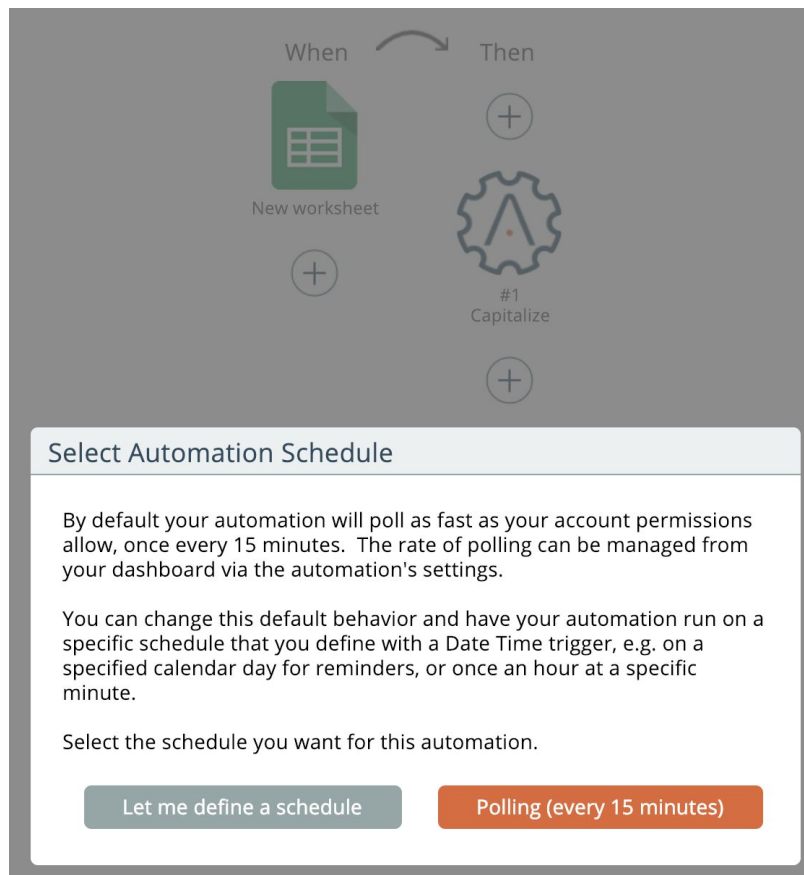 When
Then
New worksheet
#1
Capitalize
Select Automation Schedule
By default your automation will poll as fast as your account permissions
allow, once every 15 minutes.  The rate of polling can be managed from
your dashboard via the automation's settings.
You can change this default behavior and have your automation run on a
specific schedule that you define with a Date Time trigger, e.g. on a
specified calendar day for reminders, or once an hour at a specific
minute.
Select the schedule you want for this automation.
Let me define a schedule
Polling (every 15 minutes)